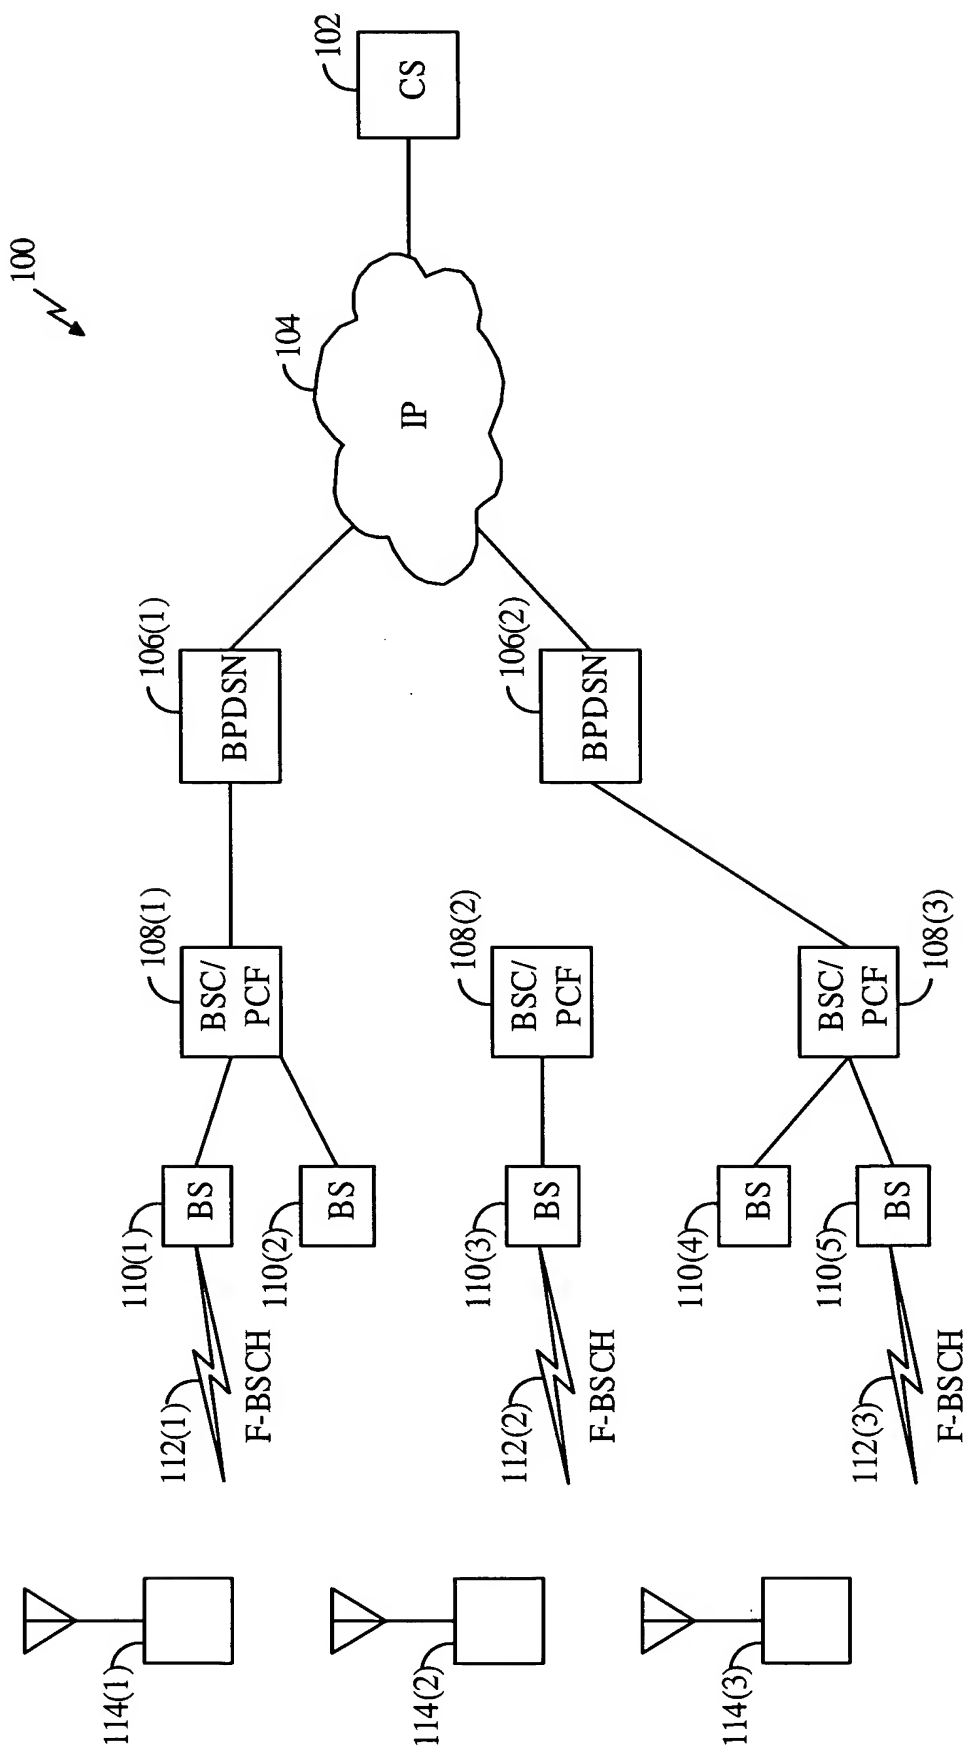 100
114(1)
112(1)
F-BSCH
110(1)
BS
110(2)
BS
108(1)
BSC/
PCF
106(1)
BPDSN
104
IP
102
CS
114(2)
112(2)
F-BSCH
110(3)
BS
108(2)
BSC/
PCF
106(2)
BPDSN
114(3)
112(3)
F-BSCH
110(4)
BS
110(5)
BS
BSC/
PCF
108(3)